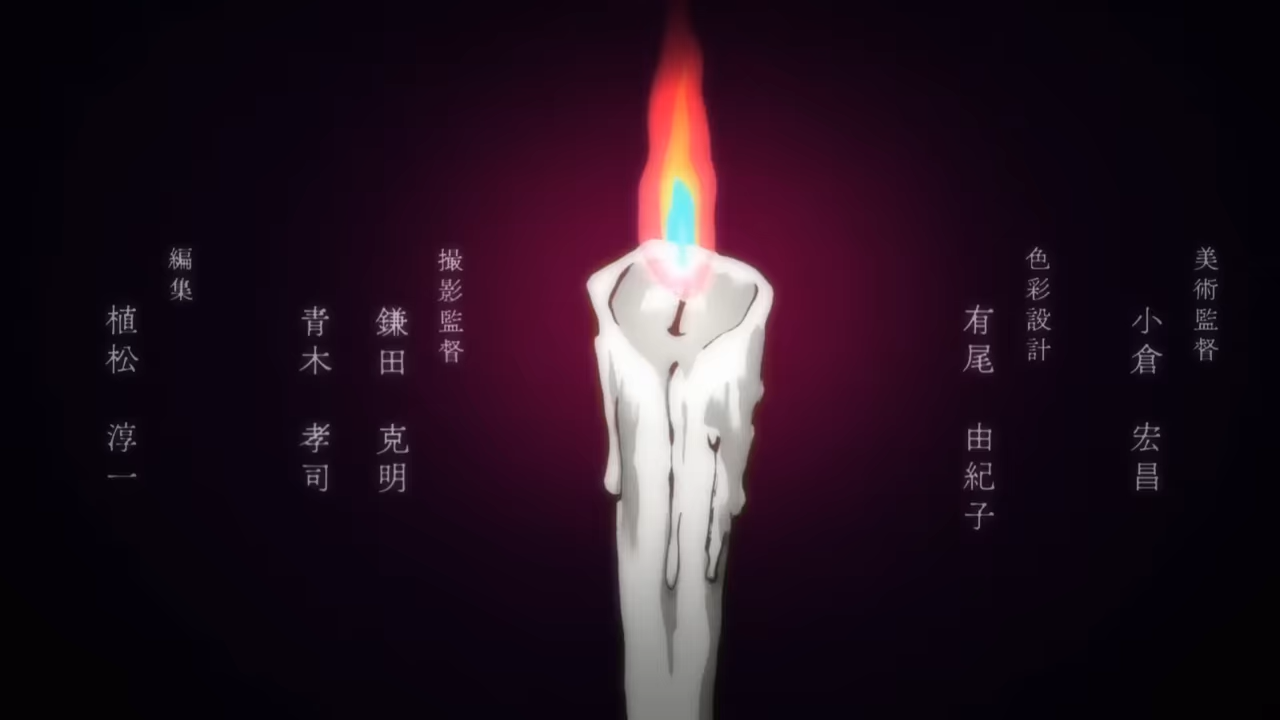 美術監督
小倉　宏昌
色彩設計
有尾　由紀子
撮影監督
鎌田　克明
青木　孝司
編集
植松　淳一